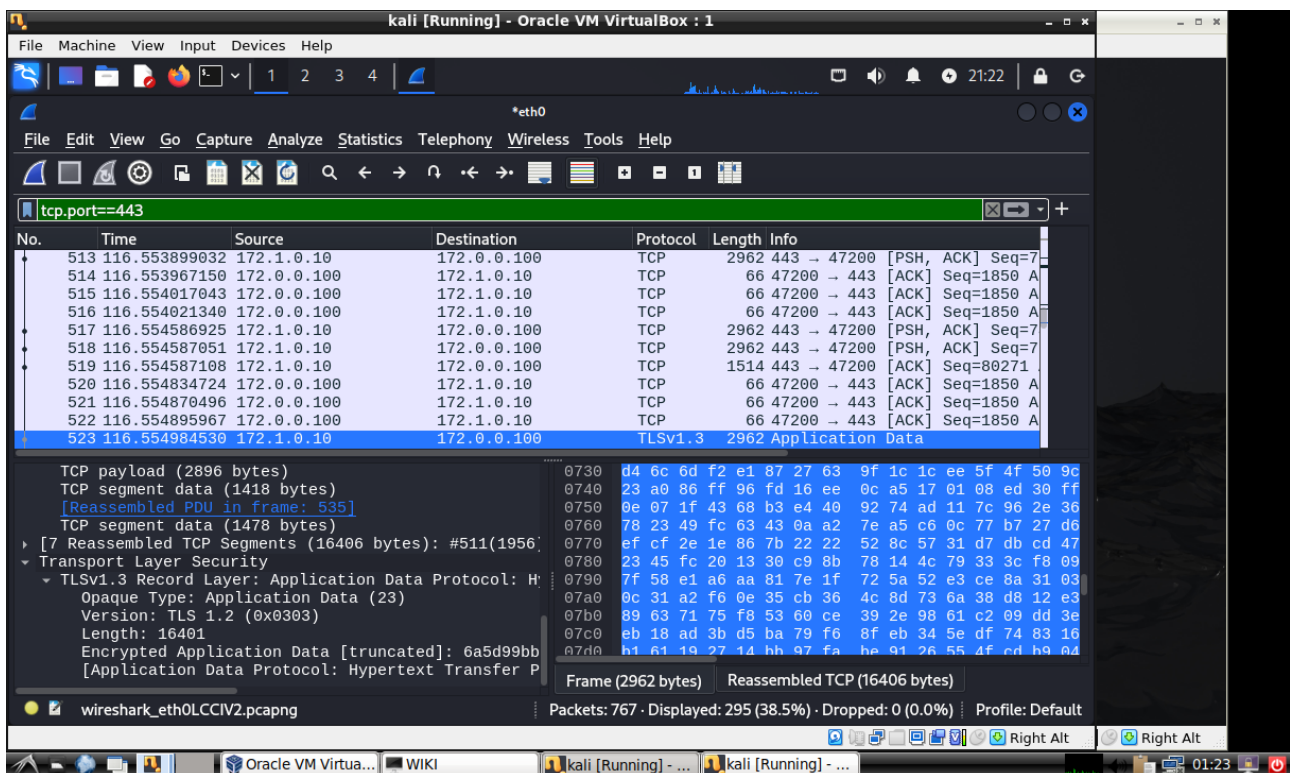 kali [Running] - Oracle VM VirtualBox : 1
File Machine View Input Devices Help
1 2 3 4 21:22
*eth0
File Edit View Go Capture Analyze Statistics Telephony Wireless Tools Help
tcp.port==443
No. Time Source Destination Protocol Length Info
513 116.553899032 172.1.0.10 172.0.0.100 TCP 2962 443 → 47200 [PSH, ACK] Seq=7
514 116.553967150 172.0.0.100 172.1.0.10 TCP 66 47200 → 443 [ACK] Seq=1850 A
515 116.554017043 172.0.0.100 172.1.0.10 TCP 66 47200 → 443 [ACK] Seq=1850 A
516 116.554021340 172.0.0.100 172.1.0.10 TCP 66 47200 → 443 [ACK] Seq=1850 A
517 116.554586925 172.1.0.10 172.0.0.100 TCP 2962 443 → 47200 [PSH, ACK] Seq=7
518 116.554587051 172.1.0.10 172.0.0.100 TCP 2962 443 → 47200 [PSH, ACK] Seq=7
519 116.554587108 172.1.0.10 172.0.0.100 TCP 1514 443 → 47200 [ACK] Seq=80271
520 116.554834724 172.0.0.100 172.1.0.10 TCP 66 47200 → 443 [ACK] Seq=1850 A
521 116.554870496 172.0.0.100 172.1.0.10 TCP 66 47200 → 443 [ACK] Seq=1850 A
522 116.554895967 172.0.0.100 172.1.0.10 TCP 66 47200 → 443 [ACK] Seq=1850 A
523 116.554984530 172.1.0.10 172.0.0.100 TLSv1.3 2962 Application Data
TCP payload (2896 bytes)
TCP segment data (1418 bytes)
[Reassembled PDU in frame: 535]
TCP segment data (1478 bytes)
[7 Reassembled TCP Segments (16406 bytes): #511(1956)
Transport Layer Security
TLSv1.3 Record Layer: Application Data Protocol: H
Opaque Type: Application Data (23)
Version: TLS 1.2 (0x0303)
Length: 16401
Encrypted Application Data [truncated]: 6a5d99bb
[Application Data Protocol: Hypertext Transfer P
0730 d4 6c 6d f2 e1 87 27 63 9f 1c 1c ee 5f 4f 50 9c
0740 23 a0 86 ff 96 fd 16 ee 0c a5 17 01 08 ed 30 ff
0750 0e 07 1f 43 68 b3 e4 40 92 74 ad 11 7c 96 2e 36
0760 78 23 49 fc 63 43 0a a2 7e a5 c6 0c 77 b7 27 d6
0770 ef cf 2e 1e 86 7b 22 22 52 8c 57 31 d7 db cd 47
0780 23 45 fc 20 13 30 c9 8b 78 14 4c 79 33 3c f8 09
0790 7f 58 e1 a6 aa 81 7e 1f 72 5a 52 e3 ce 8a 31 03
07a0 0c 31 a2 f6 0e 35 cb 36 4c 8d 73 6a 38 d8 12 e3
07b0 89 63 71 75 f8 53 60 ce 39 2e 98 61 c2 09 dd 3e
07c0 eb 18 ad 3b d5 ba 79 f6 8f eb 34 5e df 74 83 16
07d0 b1 61 19 27 14 bb 97 fa be 91 26 55 4f cd b9 04
Frame (2962 bytes) Reassembled TCP (16406 bytes)
wireshark_eth0LCCIV2.pcapng Packets: 767 · Displayed: 295 (38.5%) · Dropped: 0 (0.0%) Profile: Default
Right Alt Right Alt
Oracle VM Virtua... WIKI kali [Running] - ... kali [Running] - ... 01:23